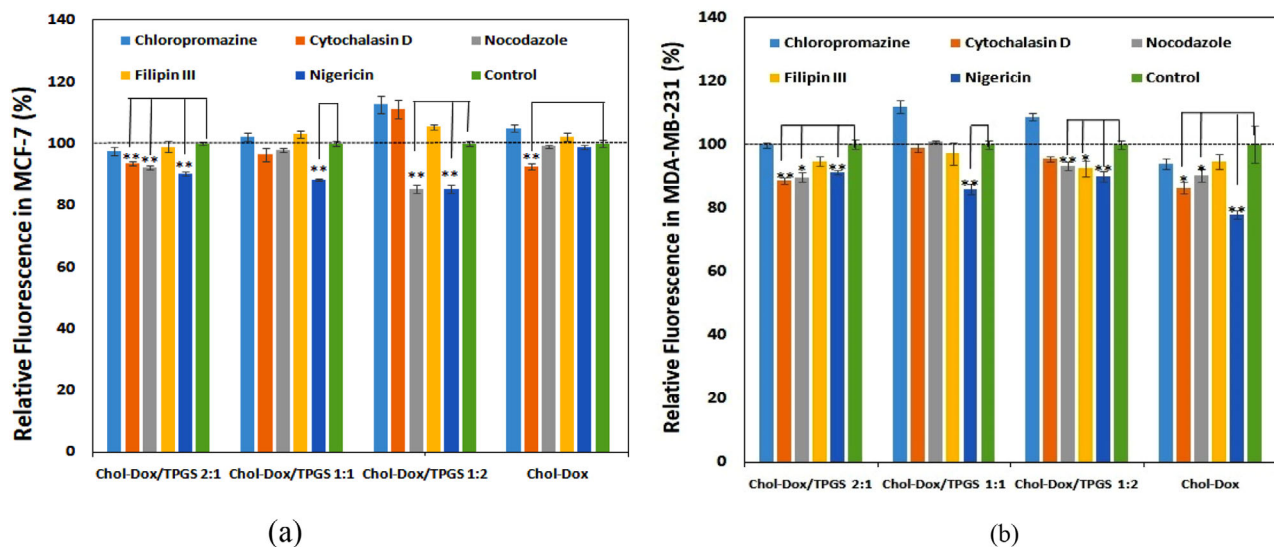 140
Chloropromazine
Cytochalasin D
Nocodazole
Filipin III
Nigericin
Control
120
100
80
60
40
20
0
Relative Fluorescence in MCF-7 (%)
** ** **
**
** **
**
Chol-Dox/TPGS 2:1
Chol-Dox/TPGS 1:1
Chol-Dox/TPGS 1:2
Chol-Dox
(a)
140
Chloropromazine
Cytochalasin D
Nocodazole
Filipin III
Nigericin
Control
120
100
80
60
40
20
0
Relative Fluorescence in MDA-MB-231 (%)
** * **
**
** * **
* * **
Chol-Dox/TPGS 2:1
Chol-Dox/TPGS 1:1
Chol-Dox/TPGS 1:2
Chol-Dox
(b)